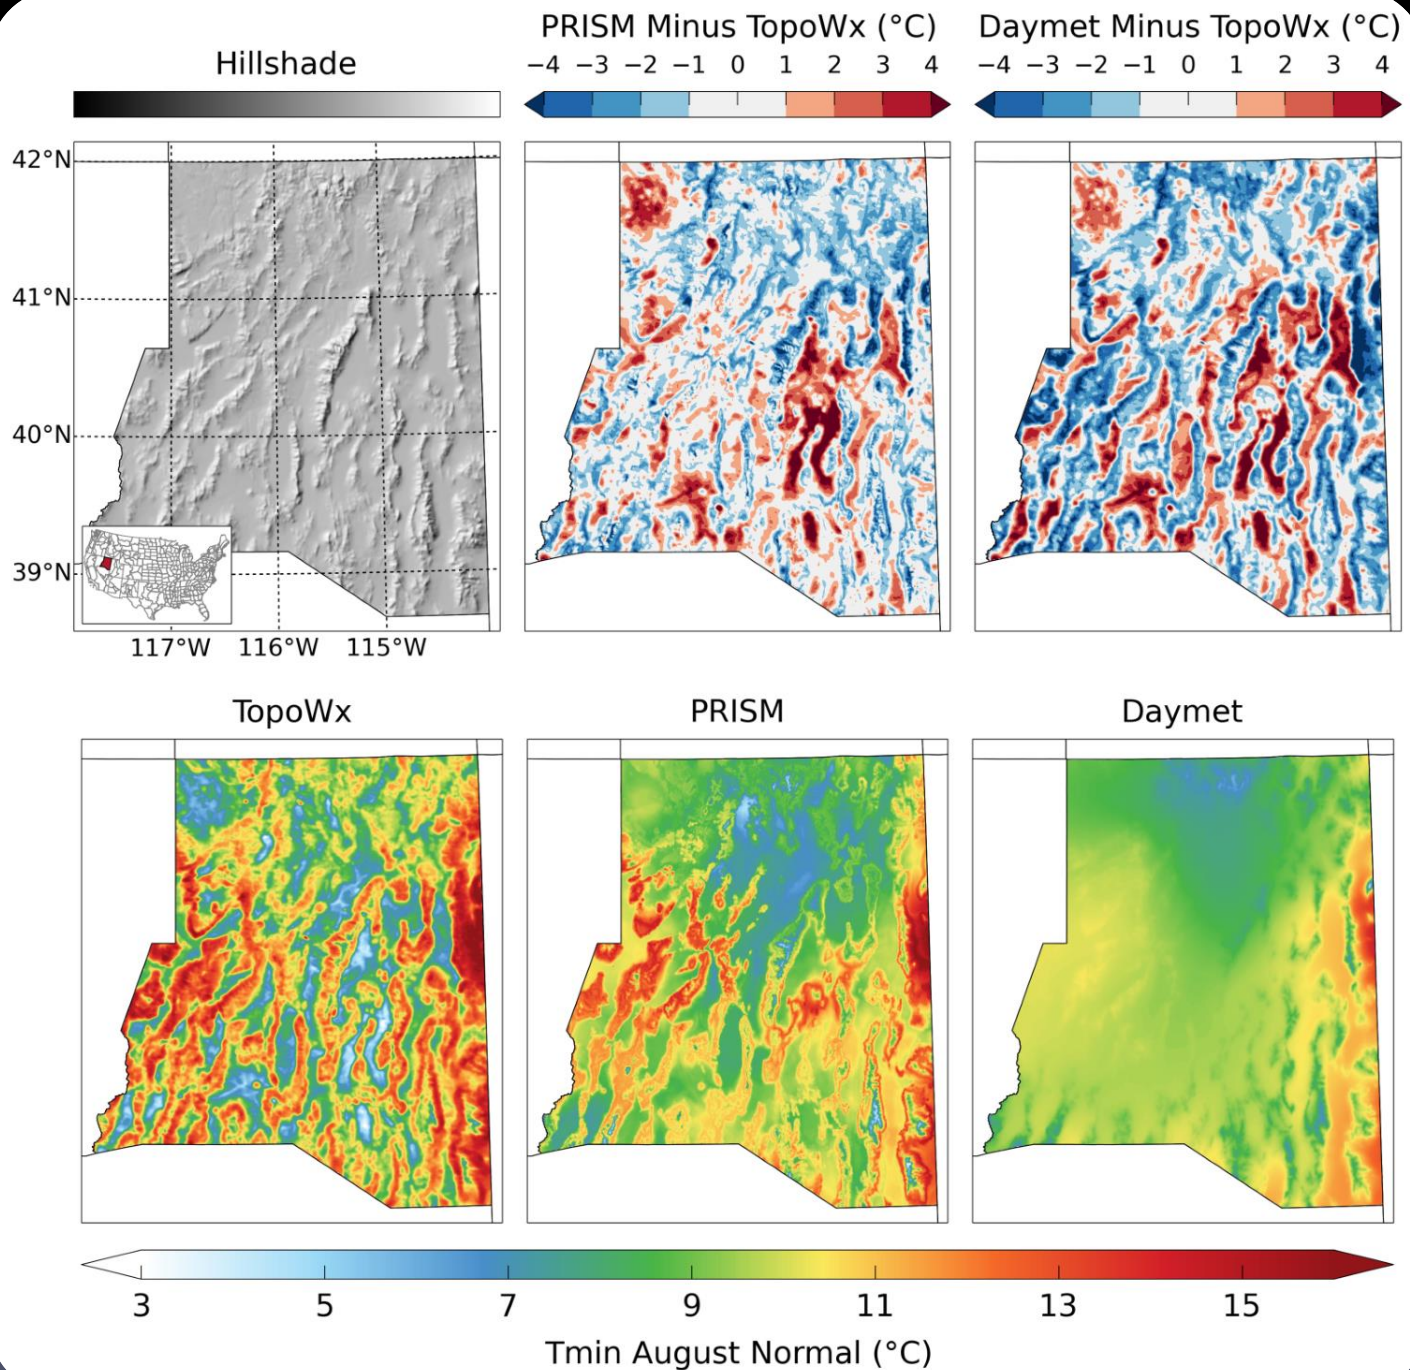 PRISM Minus TopoWx (°C)
Daymet Minus TopoWx (°C)
Hillshade
−4 −3 −2 −1 0 1 2 3 4
−4 −3 −2 −1 0 1 2 3 4
42°N
41°N
40°N
39°N
117°W 116°W 115°W
TopoWx
PRISM
Daymet
3 5 7 9 11 13 15
Tmin August Normal (°C)